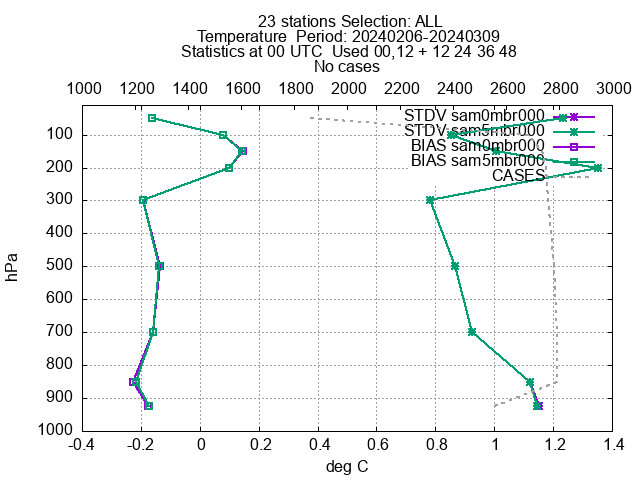 23 stations Selection: ALL
Temperature  Period: 20240206-20240309
Statistics at 00 UTC  Used 00,12 + 12 24 36 48
No cases
1000 1200 1400 1600 1800 2000 2200 2400 2600 2800 3000
STDV sam0mbr000
STDV sam5mbr000
BIAS sam0mbr000
BIAS sam5mbr000
CASES
100
200
300
400
500
600
700
800
900
1000
hPa
-0.4 -0.2 0 0.2 0.4 0.6 0.8 1 1.2 1.4
deg C